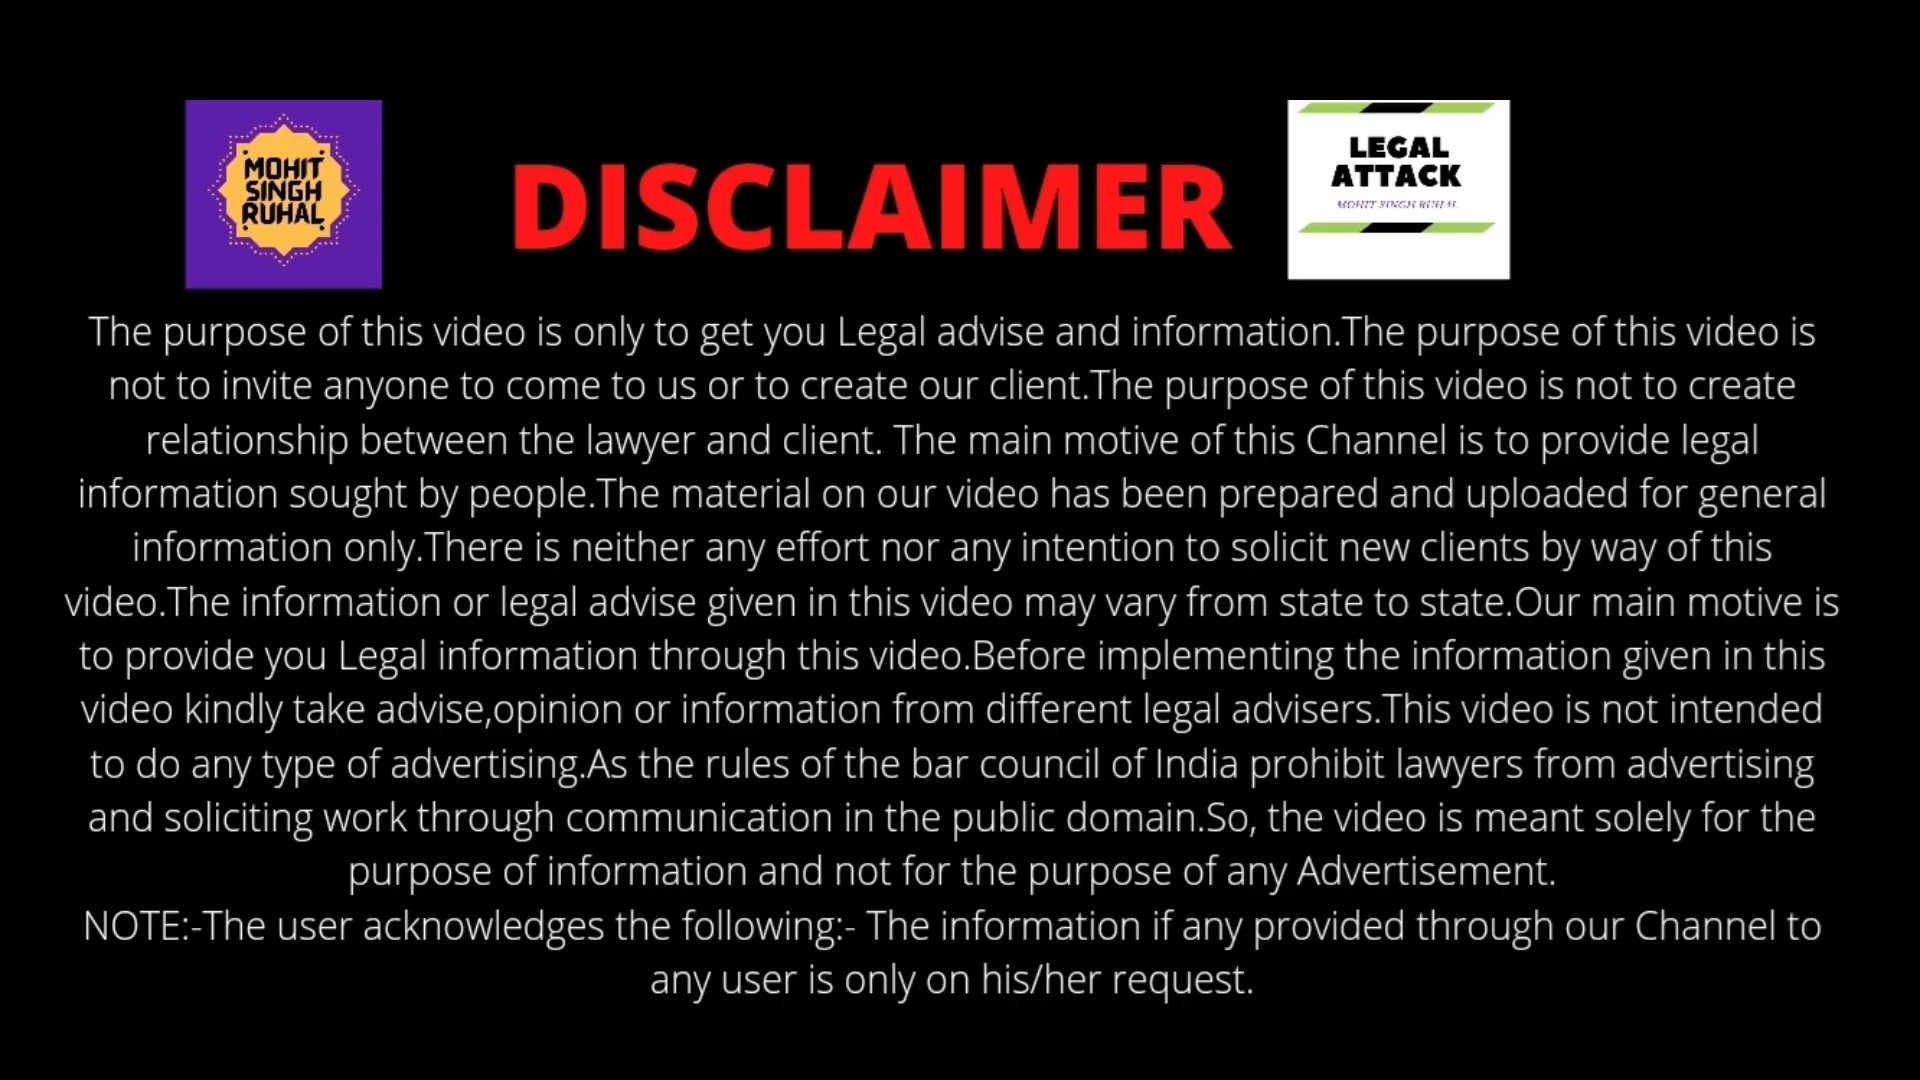 MOHIT
SINGH
RUHAL
DISCLAIMER
LEGAL
ATTACK
MOHIT SINGH RUHAL
The purpose of this video is only to get you Legal advise and information.The purpose of this video is
not to invite anyone to come to us or to create our client.The purpose of this video is not to create
relationship between the lawyer and client. The main motive of this Channel is to provide legal
information sought by people.The material on our video has been prepared and uploaded for general
information only.There is neither any effort nor any intention to solicit new clients by way of this
video.The information or legal advise given in this video may vary from state to state.Our main motive is
to provide you Legal information through this video.Before implementing the information given in this
video kindly take advise,opinion or information from different legal advisers.This video is not intended
to do any type of advertising.As the rules of the bar council of India prohibit lawyers from advertising
and soliciting work through communication in the public domain.So, the video is meant solely for the
purpose of information and not for the purpose of any Advertisement.
NOTE:-The user acknowledges the following:- The information if any provided through our Channel to
any user is only on his/her request.